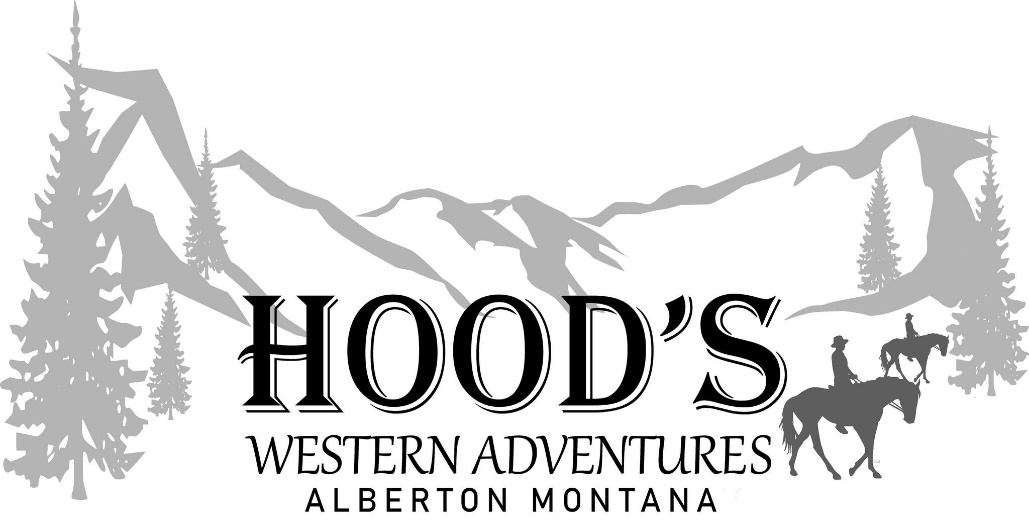 HOOD'S
WESTERN ADVENTURES
ALBERTON MONTANA